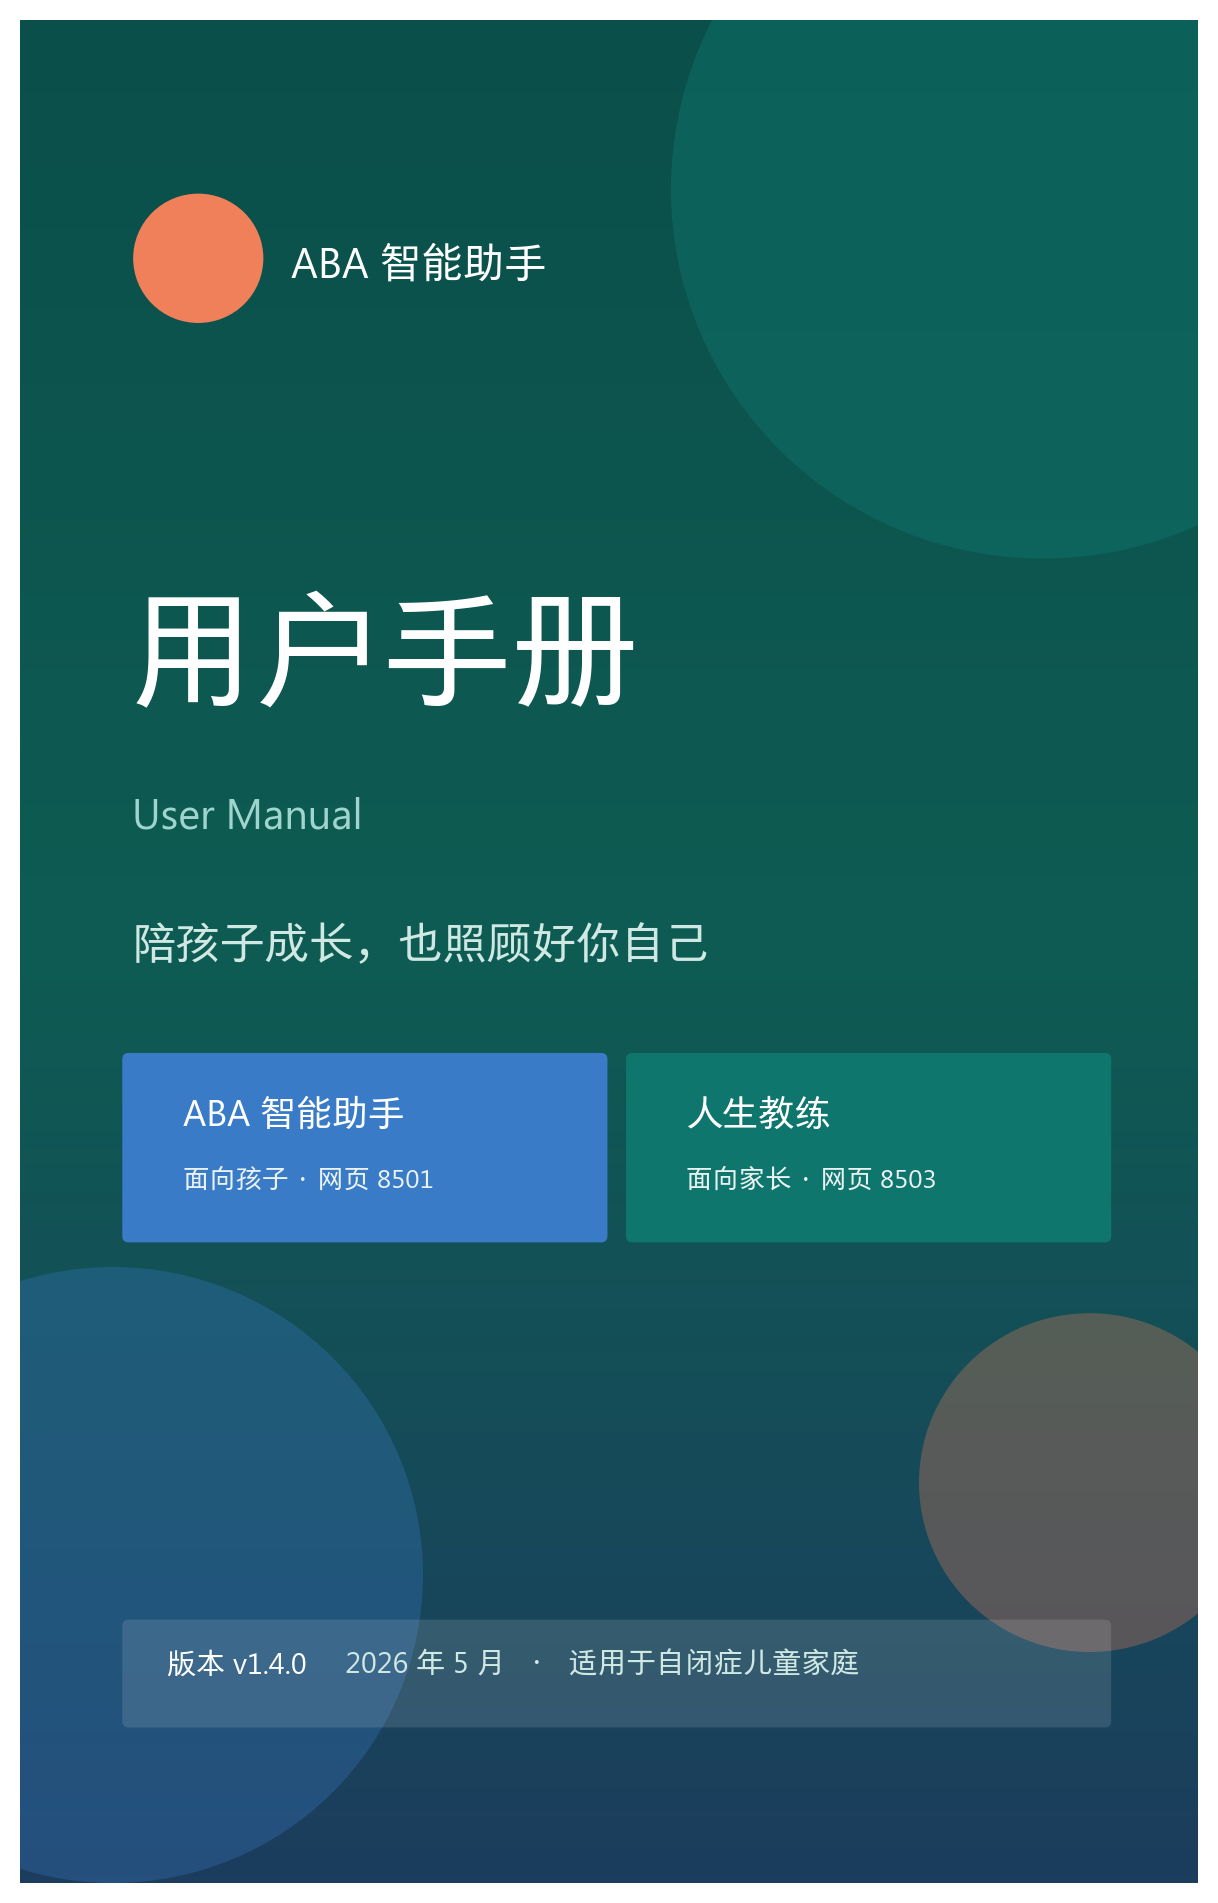 ABA 智能助手
用户手册
User Manual
陪孩子成长，也照顾好你自己
ABA 智能助手
面向孩子 · 网页 8501
人生教练
面向家长 · 网页 8503
版本 v1.4.0 2026 年 5 月 · 适用于自闭症儿童家庭